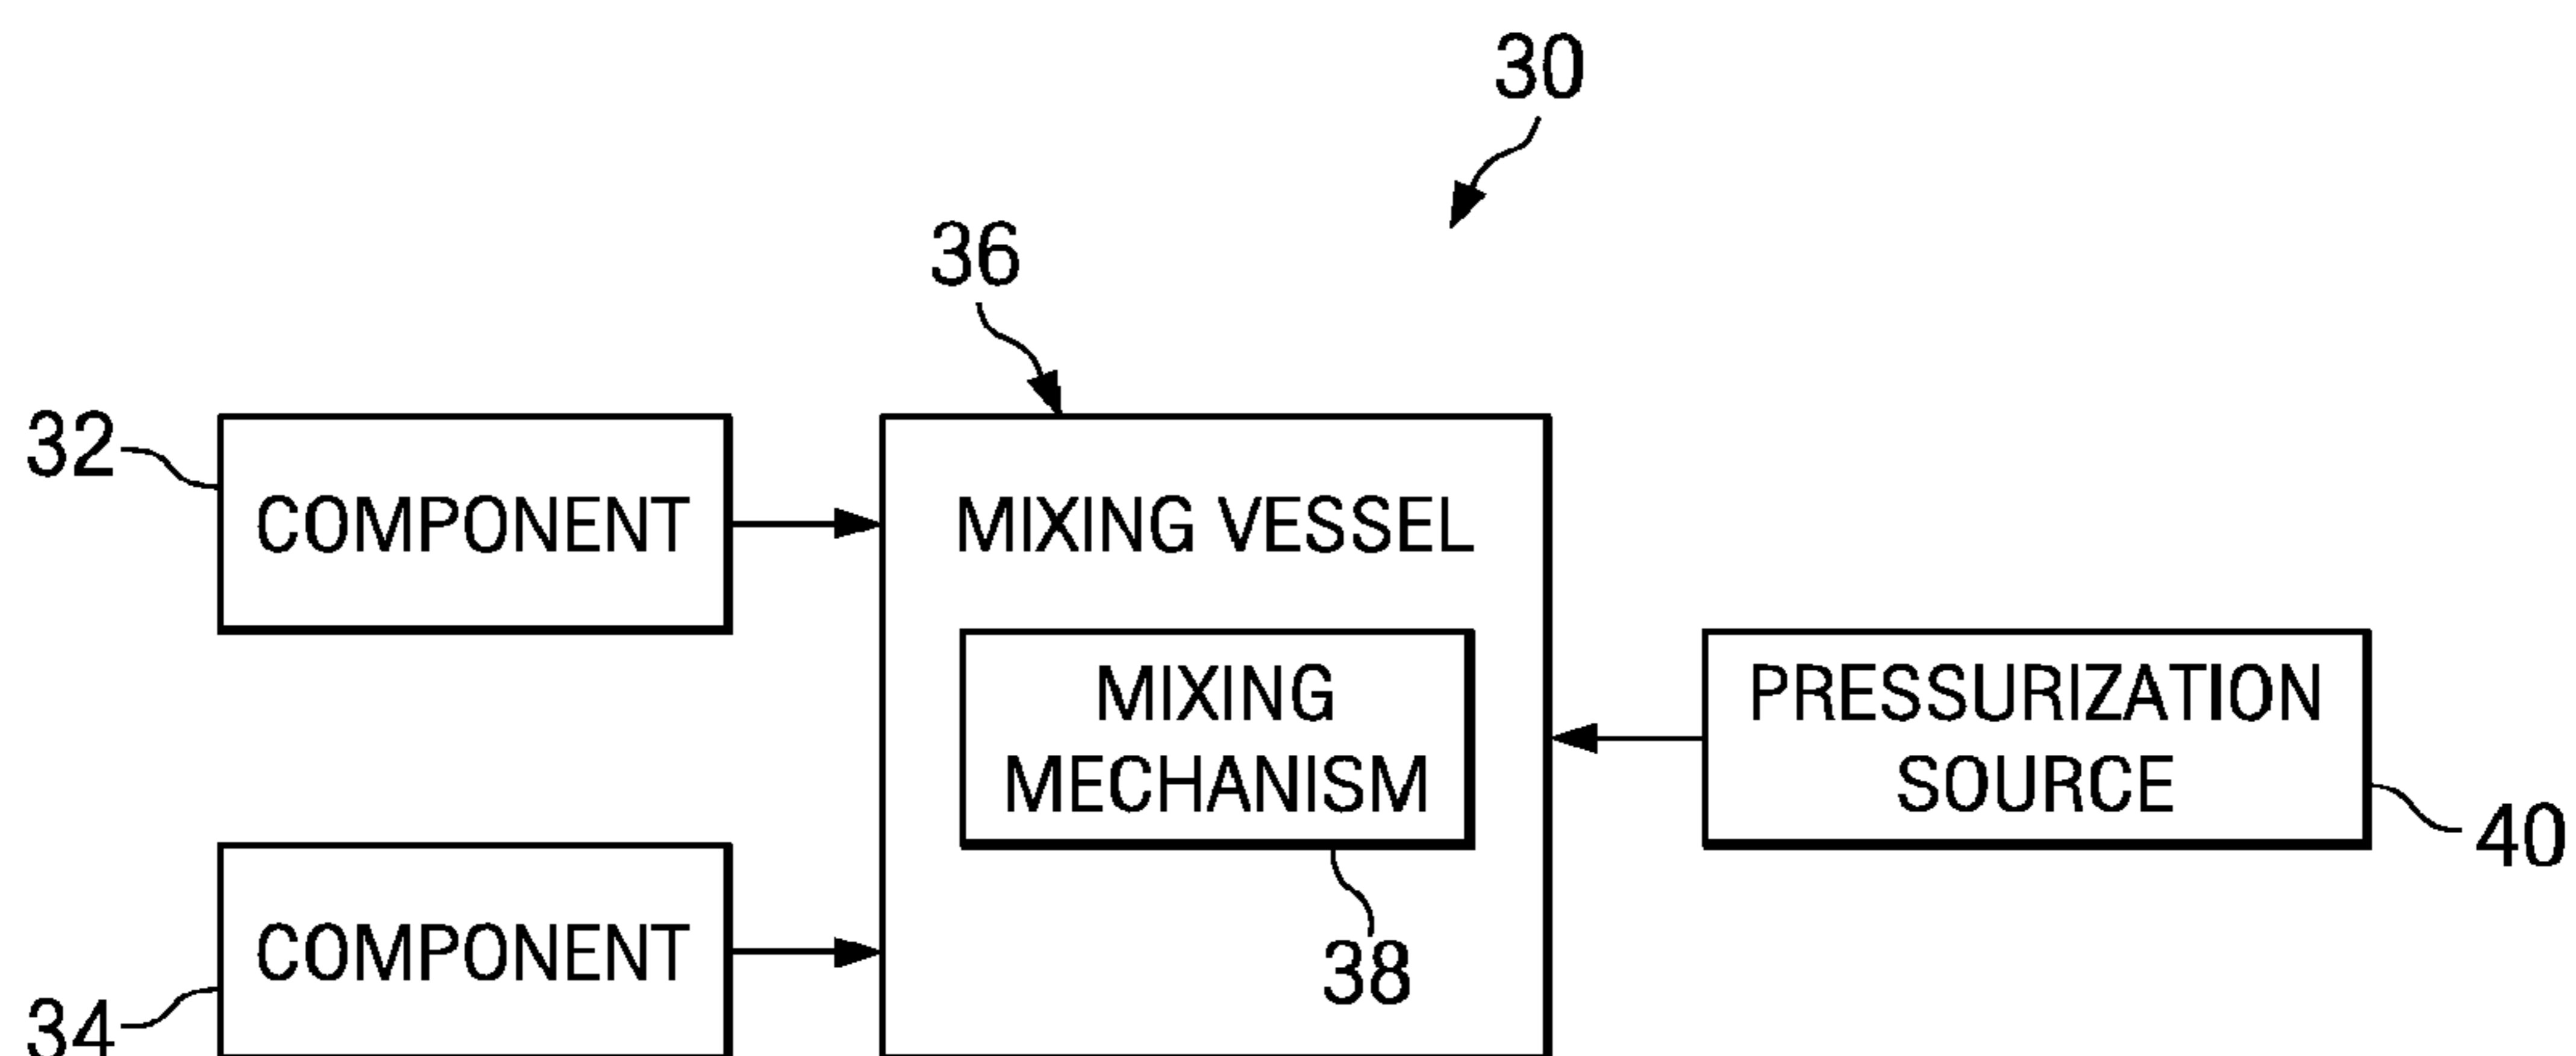 30
36
32
COMPONENT
MIXING VESSEL
MIXING
MECHANISM
PRESSURIZATION
SOURCE
40
COMPONENT
38
34